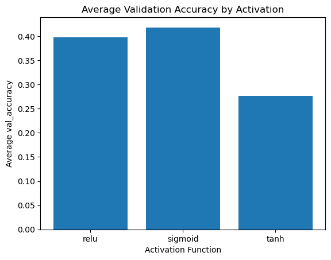 Average Validation Accuracy by Activation
0.40
0.35
0.30
0.25
0.20
0.15
0.10
0.05
0.00
Average val_accuracy
relu sigmoid tanh
Activation Function